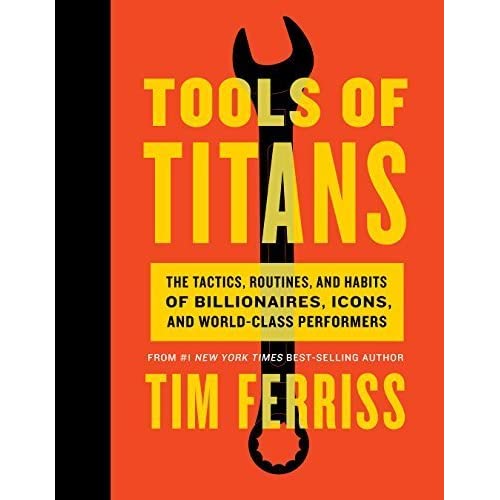 TOOLS OF
TITANS
THE TACTICS, ROUTINES, AND HABITS
OF BILLIONAIRES, ICONS,
AND WORLD-CLASS PERFORMERS
FROM #1 NEW YORK TIMES BEST-SELLING AUTHOR
TIM FERRISS